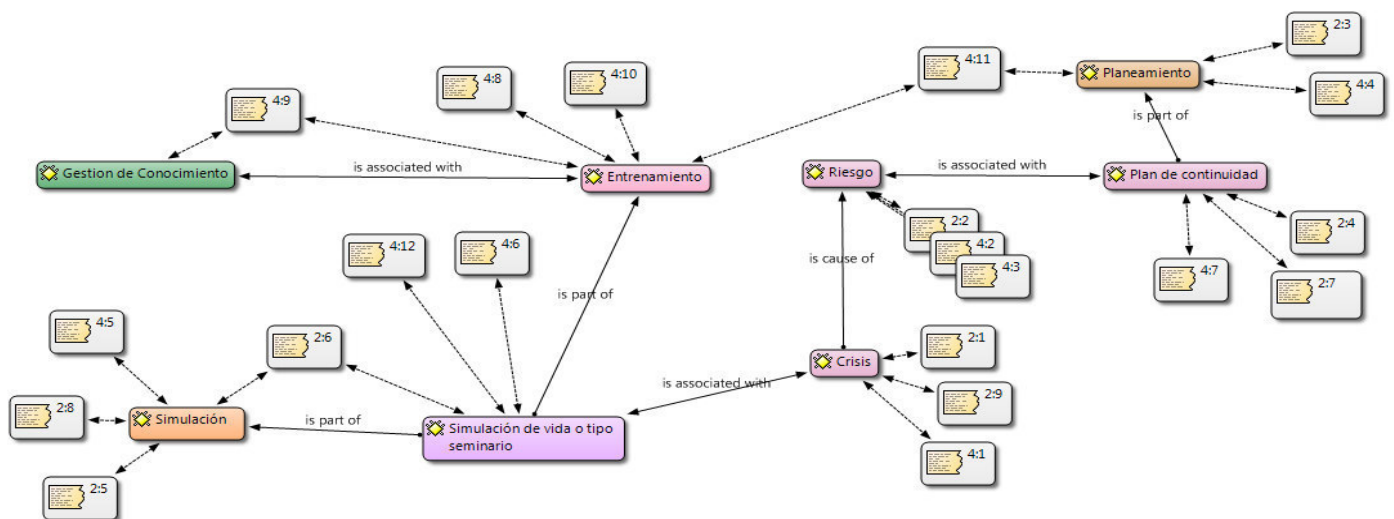 2:3
4:11
4:10
4:8
Planeamiento
4:4
4:9
is part of
is associated with
is associated with
Gestion de Conocimiento
Entrenamiento
Riesgo
Plan de continuidad
2:2
2:4
4:12
4:6
4:2
is cause of
4:3
4:7
2:7
is part of
4:5
2:6
2:1
Crisis
is associated with
2:9
2:8
Simulación
is part of
Simulación de vida o tipo
seminario
4:1
2:5